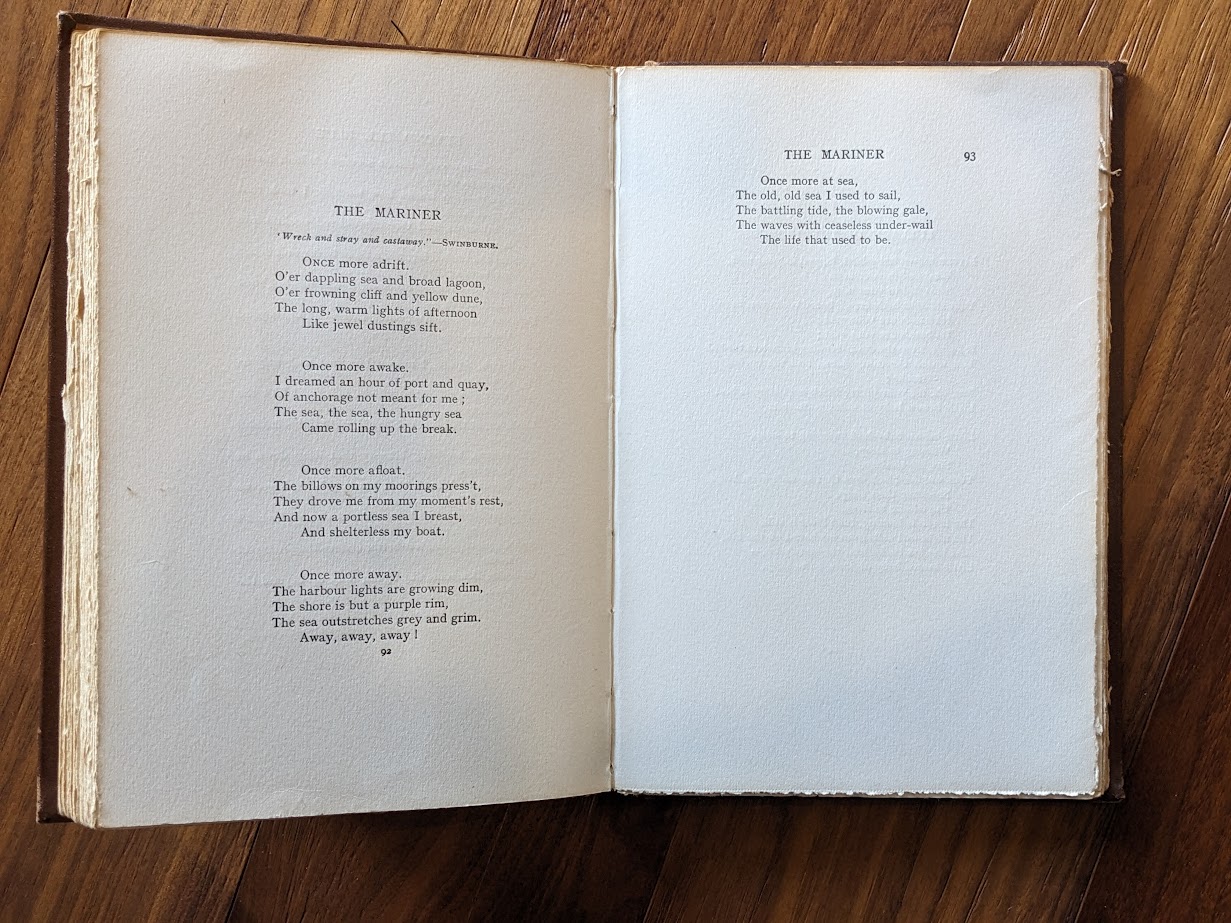 THE MARINER
'Wreck and stray and castaway."—SWINBURNE.
ONCE more adrift.
O'er dappling sea and broad lagoon,
O'er frowning cliff and yellow dune,
The long, warm lights of afternoon
Like jewel dustings sift.
Once more awake.
I dreamed an hour of port and quay,
Of anchorage not meant for me ;
The sea, the sea, the hungry sea
Came rolling up the break.
Once more afloat.
The billows on my moorings press't,
They drove me from my moment's rest,
And now a portless sea I breast,
And shelterless my boat.
Once more away.
The harbour lights are growing dim,
The shore is but a purple rim,
The sea outstretches grey and grim.
Away, away, away !
92
THE MARINER 93
Once more at sea,
The old, old sea I used to sail,
The battling tide, the blowing gale,
The waves with ceaseless under-wail
The life that used to be.